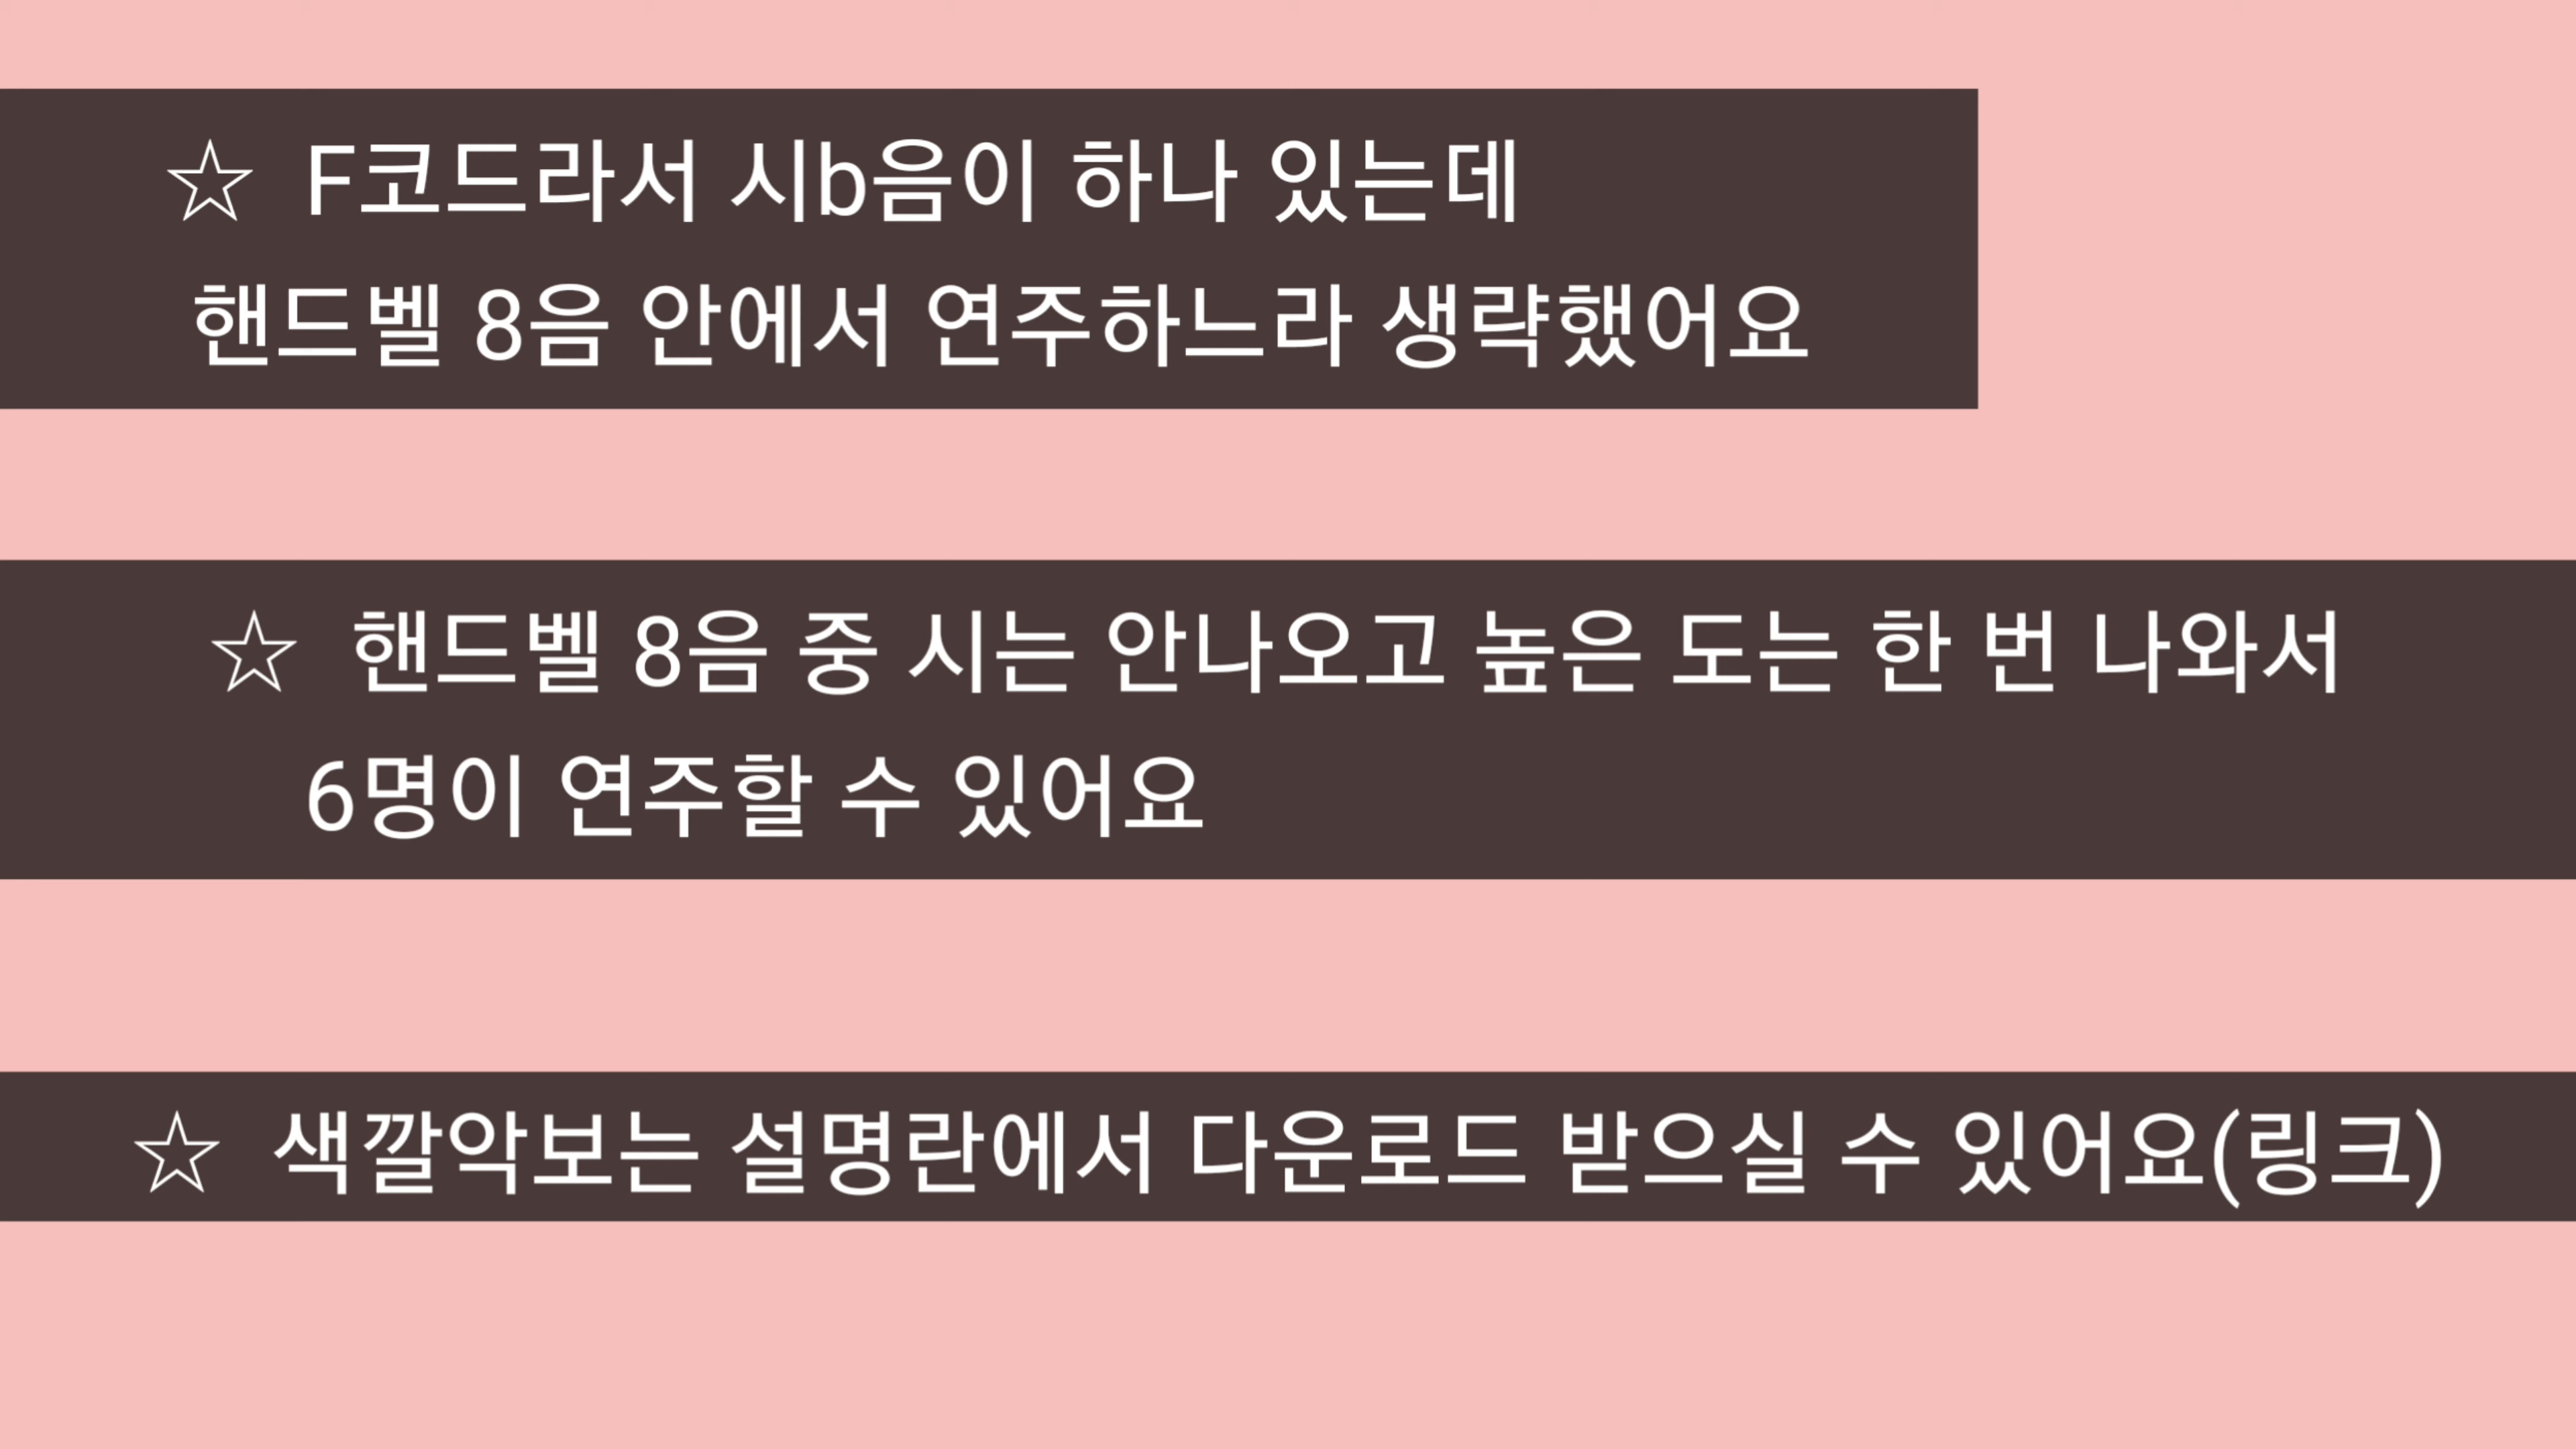 ☆ F코드라서 시b음이 하나 있는데
핸드벨 8음 안에서 연주하느라 생략했어요
☆ 핸드벨 8음 중 시는 안나오고 높은 도는 한 번 나와서
6명이 연주할 수 있어요
☆ 색깔악보는 설명란에서 다운로드 받으실 수 있어요(링크)